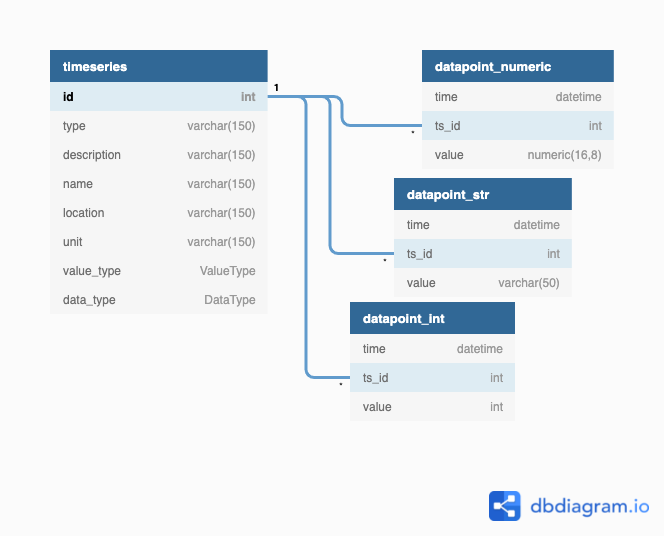 timeseries
id int
type varchar(150)
description varchar(150)
name varchar(150)
location varchar(150)
unit varchar(150)
value_type ValueType
data_type DataType
1
datapoint_numeric
time datetime
ts_id int
value numeric(16,8)
*
datapoint_str
time datetime
ts_id int
value varchar(50)
*
datapoint_int
time datetime
ts_id int
value int
*
dbdiagram.io